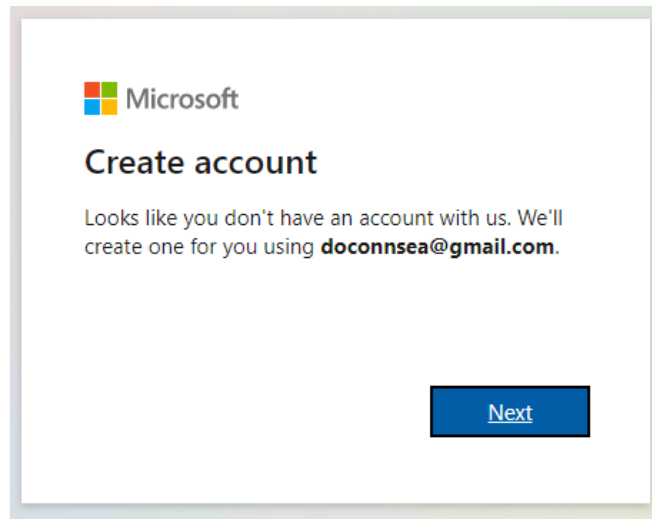 Microsoft
Create account
Looks like you don't have an account with us. We'll
create one for you using doconnsea@gmail.com.
Next